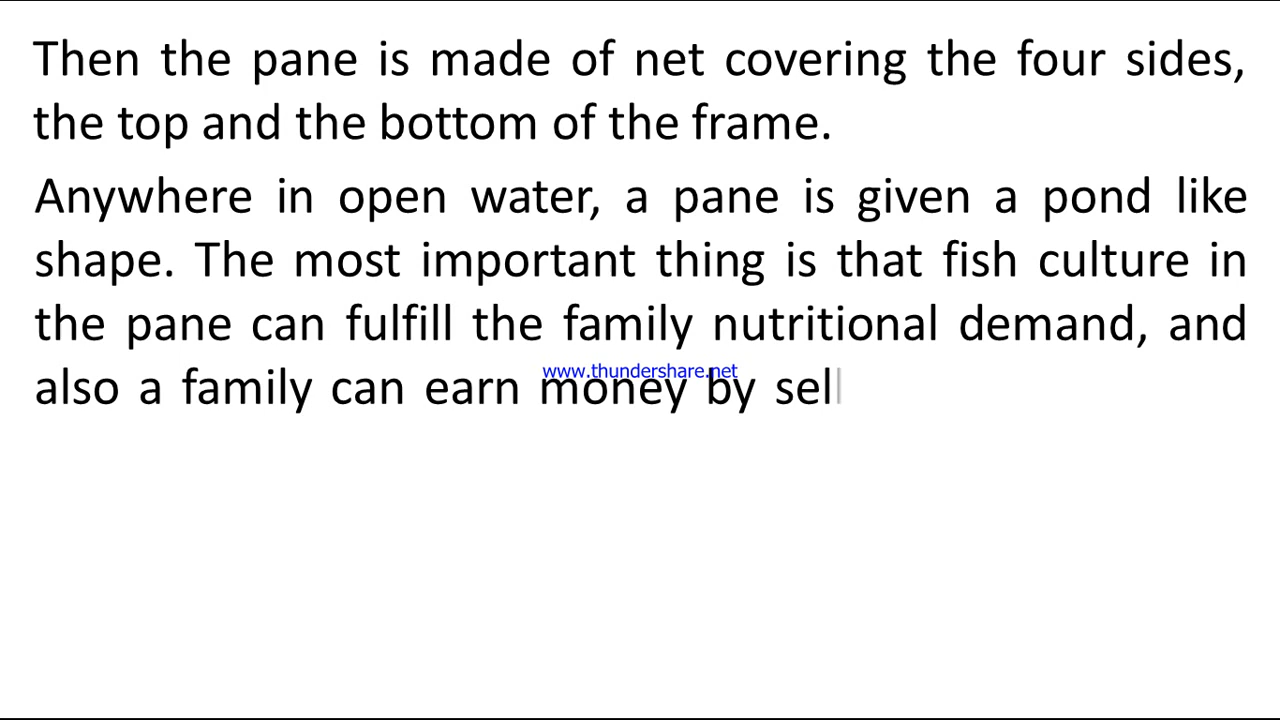 Then the pane is made of net covering the four sides,
the top and the bottom of the frame.
Anywhere in open water, a pane is given a pond like
shape. The most important thing is that fish culture in
the pane can fulfill the family nutritional demand, and
www.thundershare.net
also a family can earn money by sell